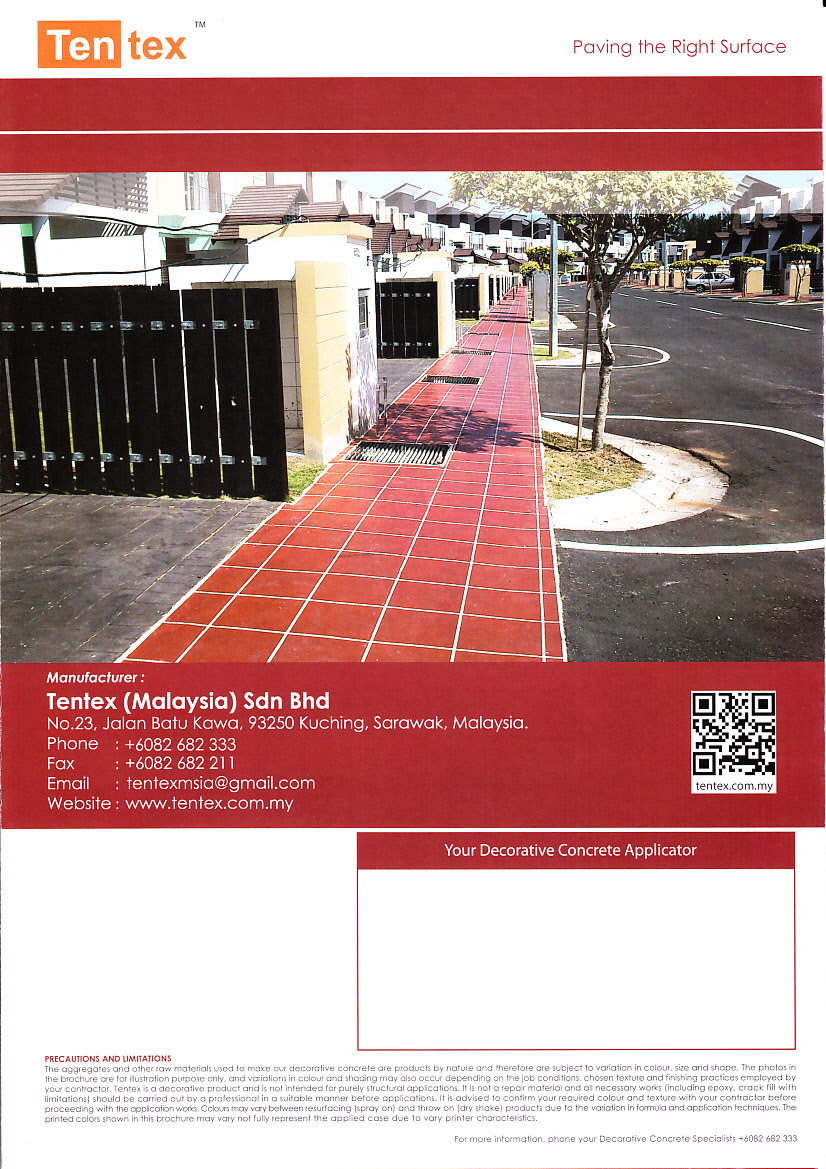 Ten tex TM
Paving the Right Surface
Manufacturer :
Tentex (Malaysia) Sdn Bhd
No.23, Jalan Batu Kawa, 93250 Kuching, Sarawak, Malaysia.
Phone : +6082 682 333
Fax : +6082 682 211
Email : tentexmsia@gmail.com
Website : www.tentex.com.my
tentex.com.my
Your Decorative Concrete Applicator
PRECAUTIONS AND LIMITATIONS
The aggregates and other raw materials used to make our decorative concrete are products by nature and therefore are subject to variation in colour, size and shape. The photos in
the brochure are for illustration purpose only, and variations in colour and shading may also occur depending on the job conditions, chosen texture and finishing practices employed by
your contractor. Tentex is a decorative product and is not intended for purely structural applications. It is not a repair material and all necessary works (including epoxy, crack fill with
limitations) should be carried out by a professional in a suitable manner before applications. It is advised to confirm your required colour and texture with your contractor before
proceeding with the application works. Colours may vary between resurfacing (spray on) and throw on (dry shake) products due to the variation in formula and application techniques. The
printed colors shown in this brochure may vary not fully represent the applied case due to vary printer characteristics.
For more information, phone your Decorative Concrete Specialists +6082 682 333